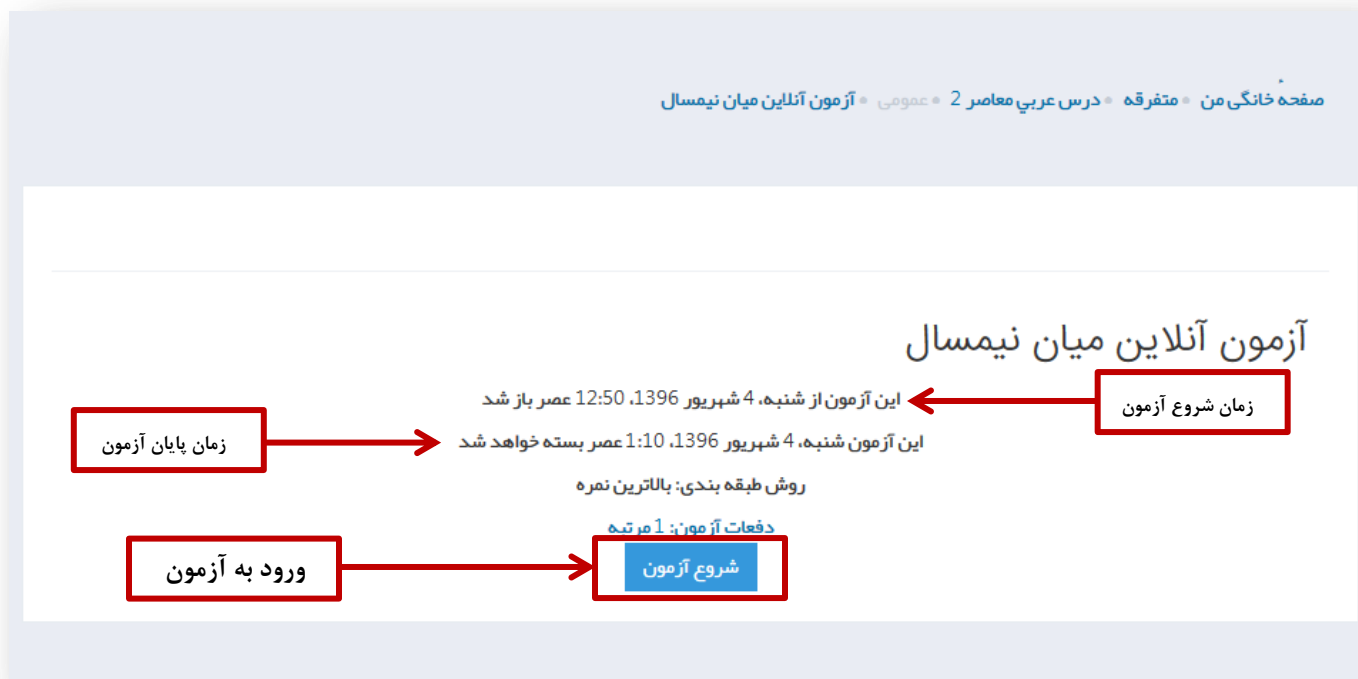 صفحه خانگی من • متفرقه • درس عربي معاصر 2 • عمومی • آزمون آنلاین میان نیمسال
آزمون آنلاین میان نیمسال
این آزمون از شنبه، 4 شهریور 1396، 12:50 عصر باز شد
زمان شروع آزمون
این آزمون شنبه، 4 شهریور 1396، 1:10 عصر بسته خواهد شد
زمان پایان آزمون
روش طبقه بندی: بالاترین نمره
دفعات آزمون: 1 مرتبه
شروع آزمون
ورود به آزمون